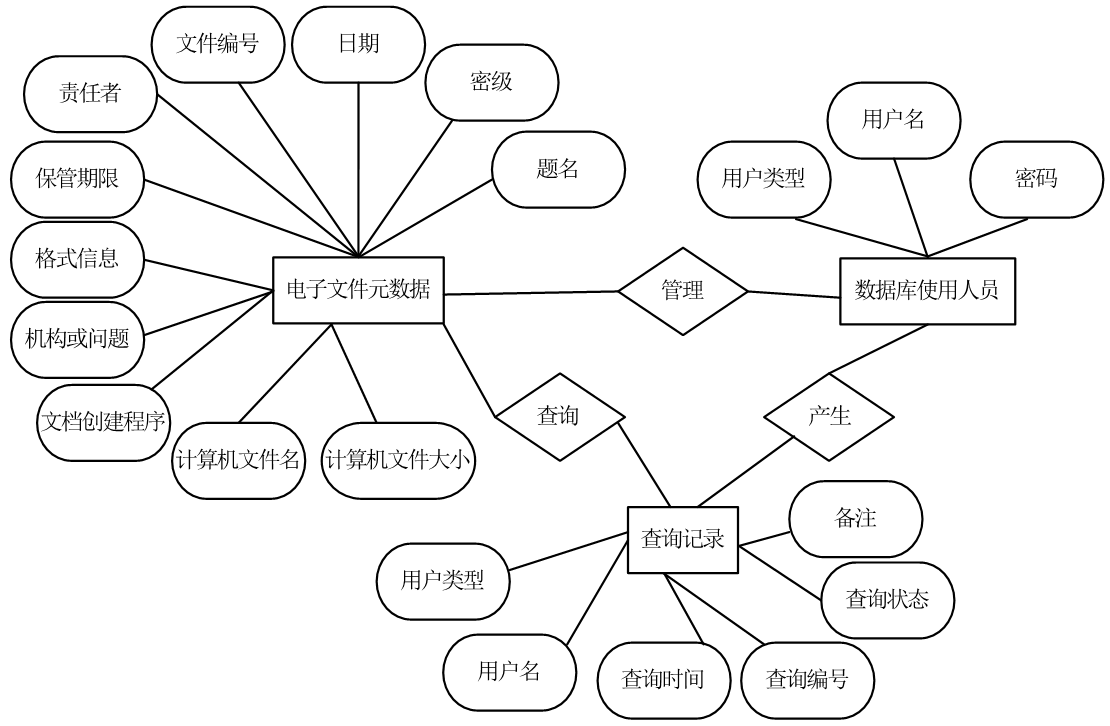 文件编号
日期
密级
责任者
题名
保管期限
格式信息
机构或问题
文档创建程序
计算机文件名
计算机文件大小
电子文件元数据
管理
用户名
用户类型
密码
数据库使用人员
查询
产生
查询记录
备注
查询状态
用户类型
用户名
查询时间
查询编号